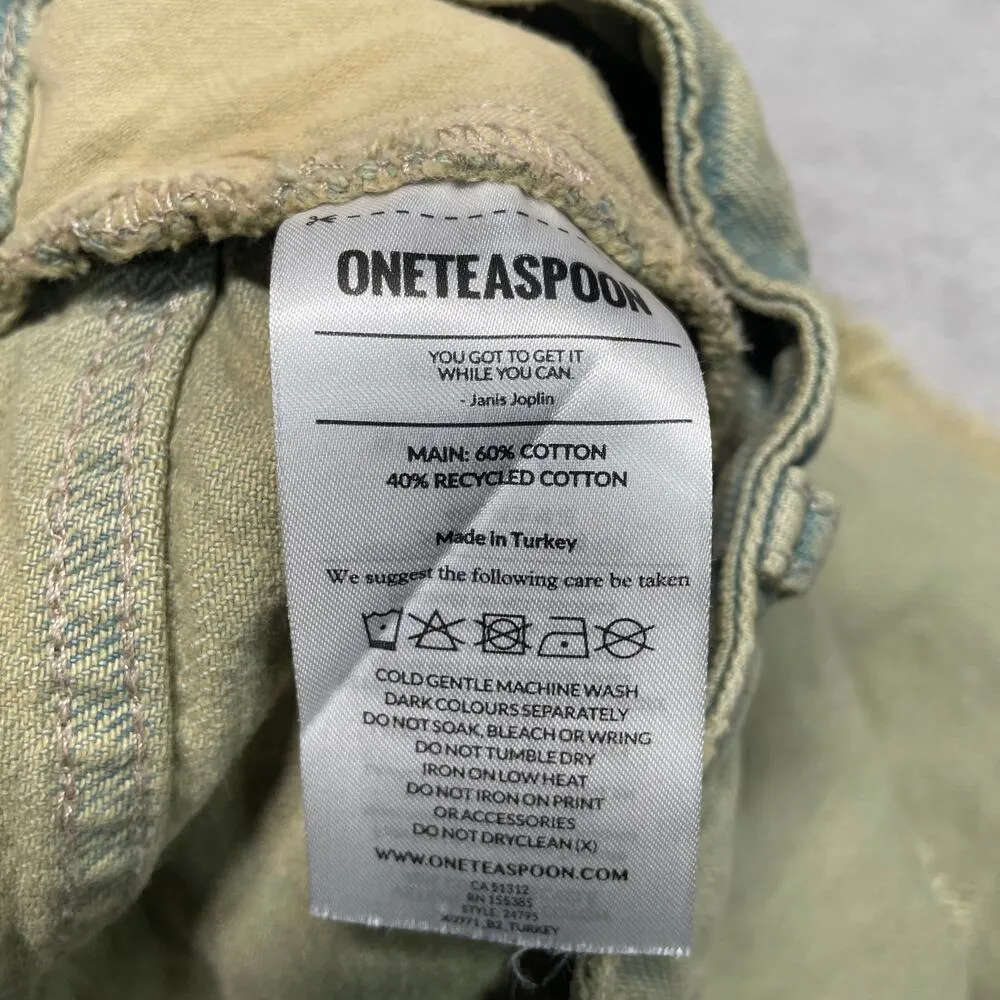 ONETEASPOON
YOU GOT TO GET IT
WHILE YOU CAN.
- Janis Joplin
MAIN: 60% COTTON
40% RECYCLED COTTON
Made in Turkey
We suggest the following care be taken
COLD GENTLE MACHINE WASH
DARK COLOURS SEPARATELY
DO NOT SOAK, BLEACH OR WRING
DO NOT TUMBLE DRY
IRON ON LOW HEAT
DO NOT IRON ON PRINT
OR ACCESSORIES
DO NOT DRYCLEAN (X)
WWW.ONETEASPOON.COM
CA 51312
RN 155385
STYLE. 24795
B2_TURKEY